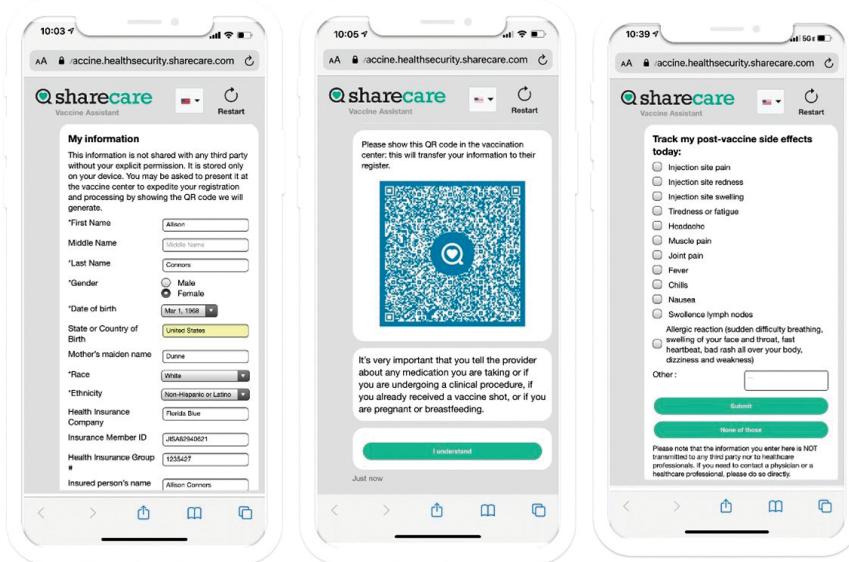 10:03
AA accine.healthsecurity.sharecare.com
sharecare
Vaccine Assistant
Restart
My information
This information is not shared with any third party
without your explicit permission. It is stored only
on your device. You may be asked to present it at
the vaccine center to expedite your registration
and processing by showing the QR code we will
generate.
*First Name Allison
Middle Name Middle Name
*Last Name Connors
*Gender Male
Female
*Date of birth Mar 1, 1968
State or Country of
Birth United States
Mother's maiden name Dunne
*Race White
*Ethnicity Non-Hispanic or Latino
Health Insurance
Company Florida Blue
Insurance Member ID JISA62940621
Health Insurance Group
# 1235427
Insured person's name Allison Connors
10:05
AA accine.healthsecurity.sharecare.com
sharecare
Vaccine Assistant
Restart
Please show this QR code in the vaccination
center: this will transfer your information to their
register.
It's very important that you tell the provider
about any medication you are taking or if
you are undergoing a clinical procedure, if
you already received a vaccine shot, or if you
are pregnant or breastfeeding.
I understand
Just now
10:39
5G
AA accine.healthsecurity.sharecare.com
sharecare
Vaccine Assistant
Restart
Track my post-vaccine side effects
today:
Injection site pain
Injection site redness
Injection site swelling
Tiredness or fatigue
Headache
Muscle pain
Joint pain
Fever
Chills
Nausea
Swollence lymph nodes
Allergic reaction (sudden difficulty breathing,
swelling of your face and throat, fast
heartbeat, bad rash all over your body,
dizziness and weakness)
Other :
Submit
None of those
Please note that the information you enter here is NOT
transmitted to any third party nor to healthcare
professionals. If you need to contact a physician or a
healthcare professional, please do so directly.